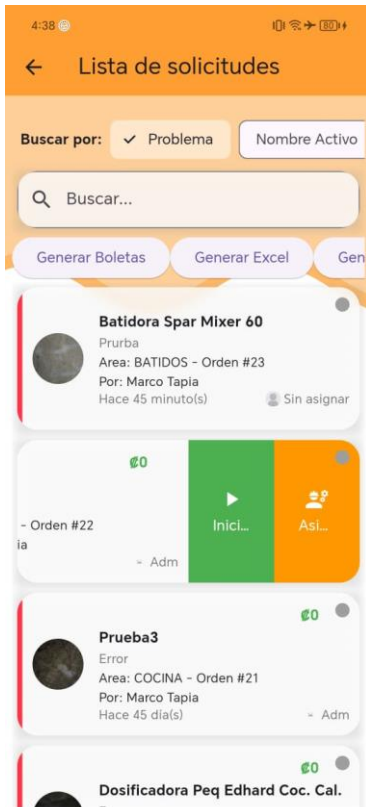 4:38
80
Lista de solicitudes
Buscar por: Problema Nombre Activo
Buscar...
Generar Boletas Generar Excel Gen
Batidora Spar Mixer 60
Prurba
Area: BATIDOS - Orden #23
Por: Marco Tapia
Hace 45 minuto(s) Sin asignar
₡0
- Orden #22
ia
- Adm
Inici...
Asi...
₡0
Prueba3
Error
Area: COCINA - Orden #21
Por: Marco Tapia
Hace 45 día(s) - Adm
₡0
Dosificadora Peq Edhard Coc. Cal.